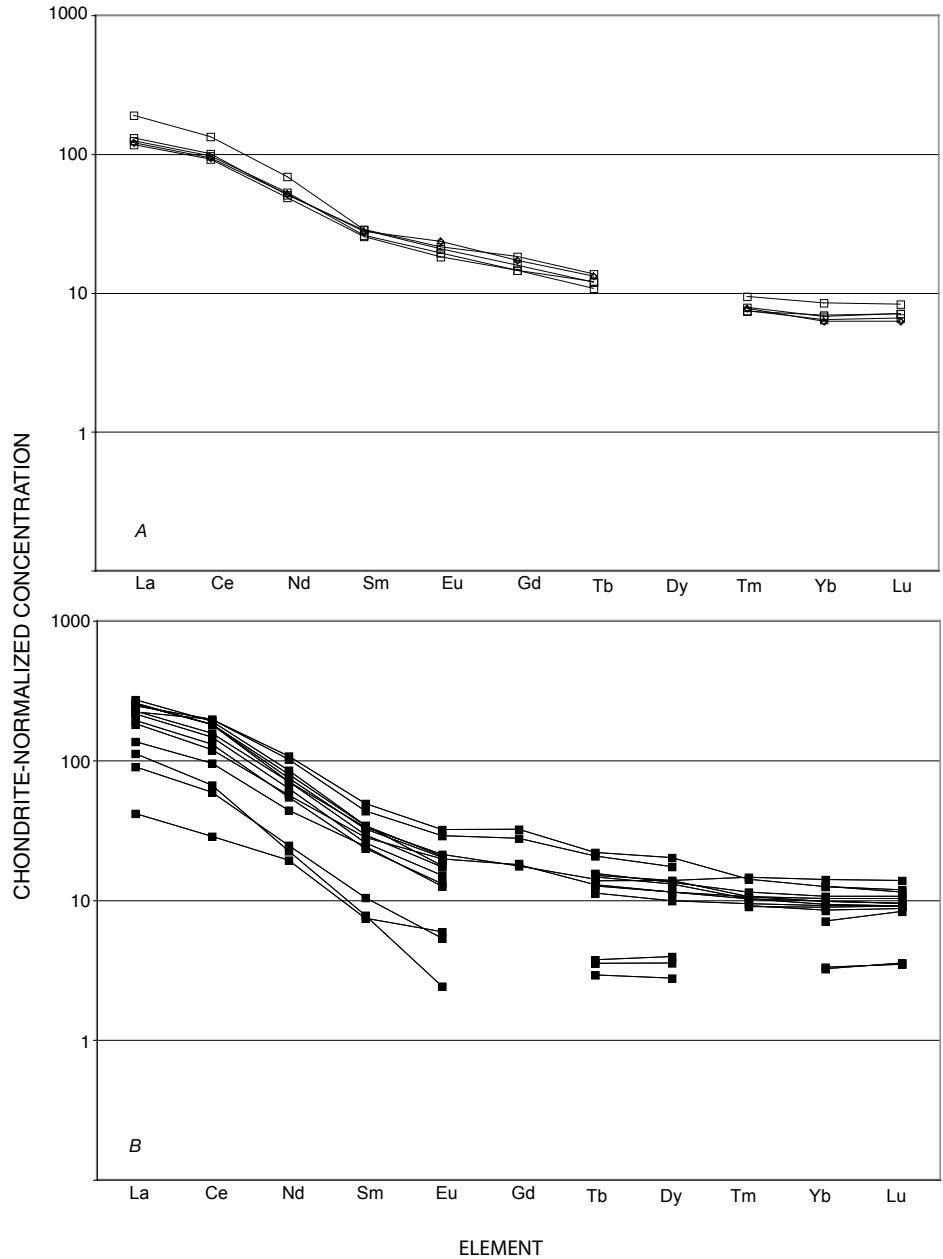 1000
100
10
1
A
La Ce Nd Sm Eu Gd Tb Dy Tm Yb Lu
CHONDRITE-NORMALIZED CONCENTRATION
1000
100
10
1
B
La Ce Nd Sm Eu Gd Tb Dy Tm Yb Lu
ELEMENT